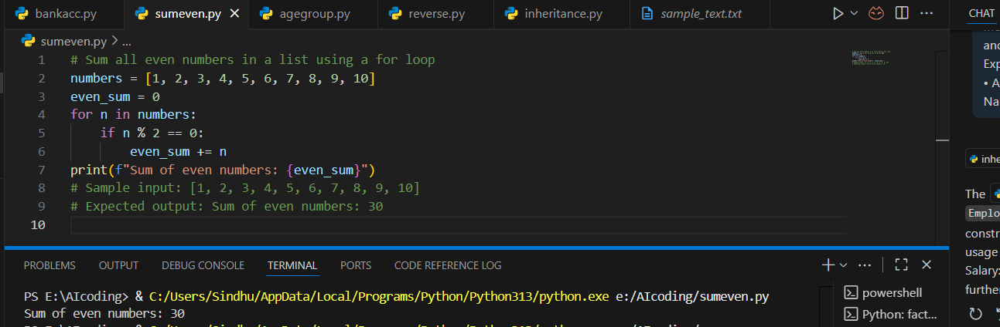 bankacc.py
sumeven.py
agegroup.py
reverse.py
inheritance.py
sample_text.txt
CHAT
sumeven.py > ...
1 # Sum all even numbers in a list using a for loop
2 numbers = [1, 2, 3, 4, 5, 6, 7, 8, 9, 10]
3 even_sum = 0
4 for n in numbers:
5     if n % 2 == 0:
6         even_sum += n
7 print(f"Sum of even numbers: {even_sum}")
8 # Sample input: [1, 2, 3, 4, 5, 6, 7, 8, 9, 10]
9 # Expected output: Sum of even numbers: 30
10
PROBLEMS OUTPUT DEBUG CONSOLE TERMINAL PORTS CODE REFERENCE LOG
PS E:\AIcoding> & C:/Users/Sindhu/AppData/Local/Programs/Python/Python313/python.exe e:/AIcoding/sumeven.py
Sum of even numbers: 30
powershell
Python: fact...
and
Exp
• A
Na
inhe
The
Emplo
constr
usage
Salary:
further